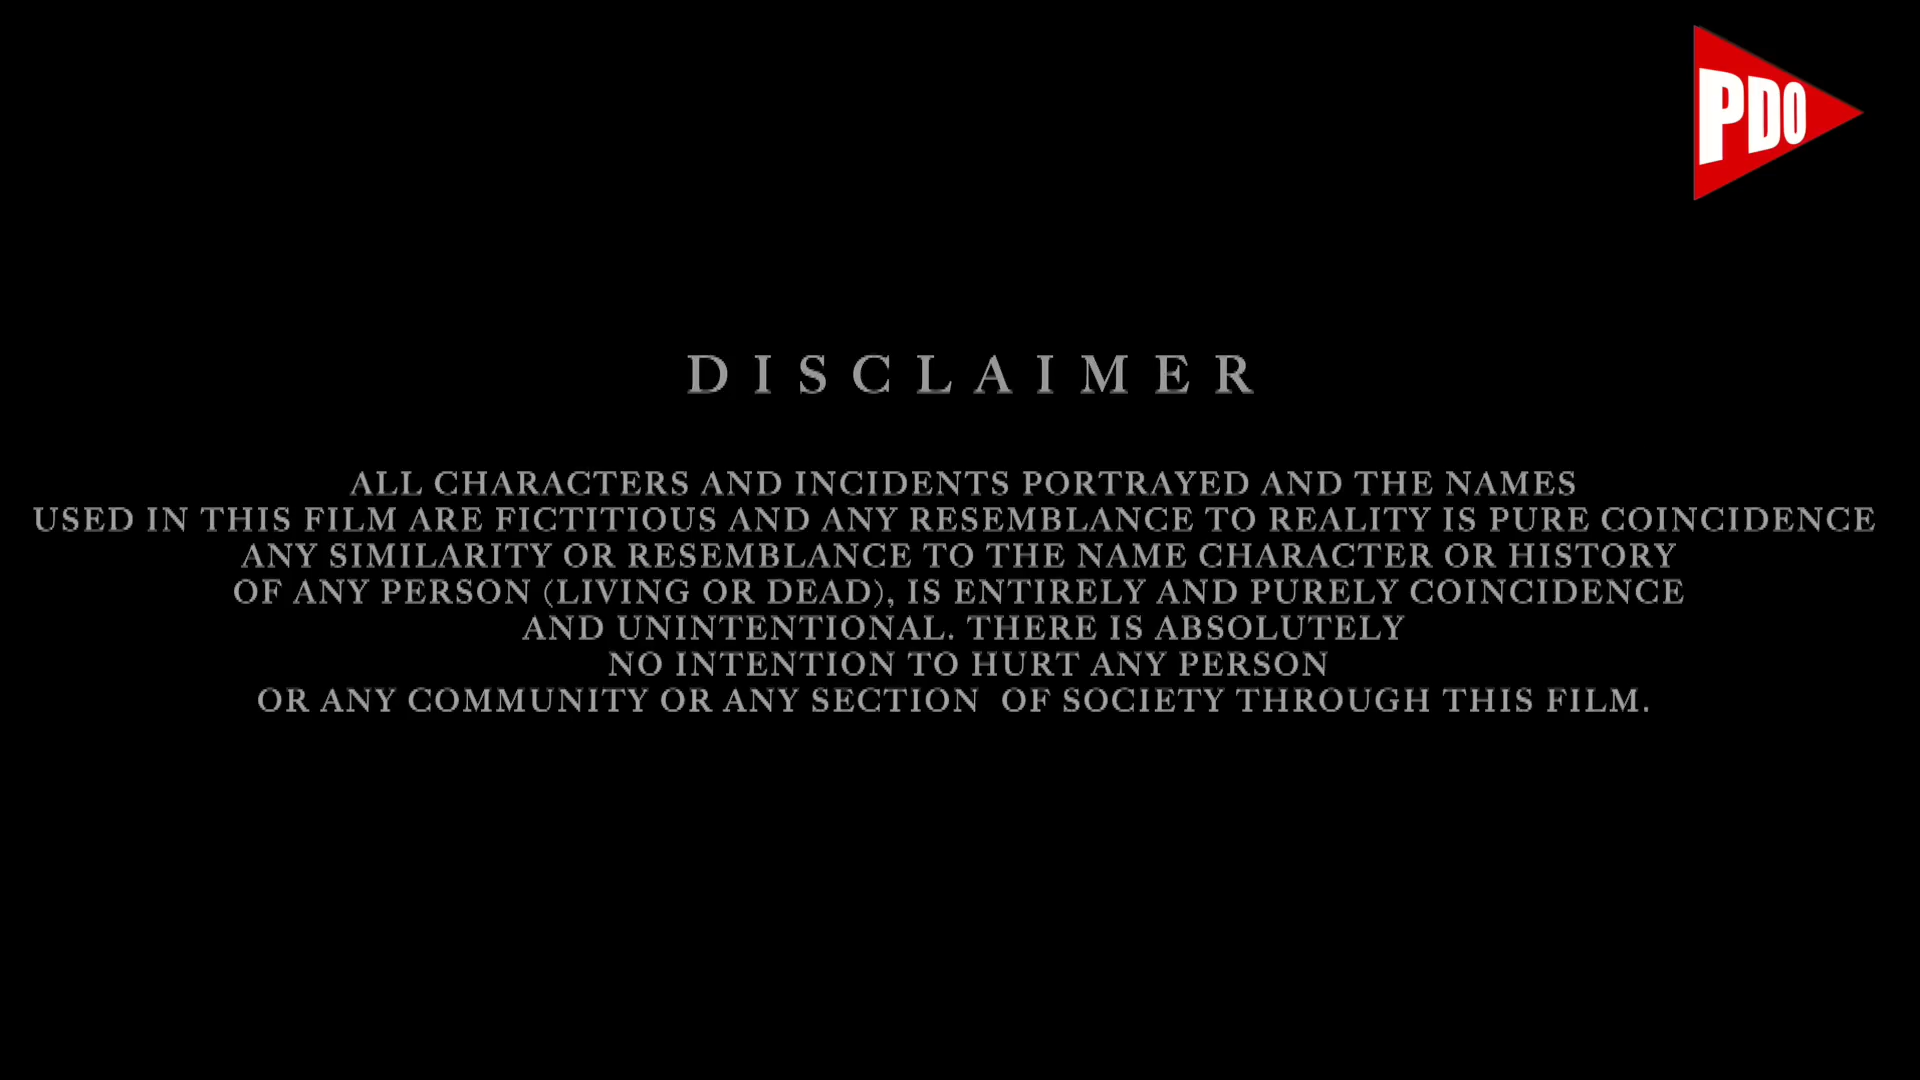 PDO
D I S C L A I M E R
ALL CHARACTERS AND INCIDENTS PORTRAYED AND THE NAMES
USED IN THIS FILM ARE FICTITIOUS AND ANY RESEMBLANCE TO REALITY IS PURE COINCIDENCE
ANY SIMILARITY OR RESEMBLANCE TO THE NAME CHARACTER OR HISTORY
OF ANY PERSON (LIVING OR DEAD), IS ENTIRELY AND PURELY COINCIDENCE
AND UNINTENTIONAL. THERE IS ABSOLUTELY
NO INTENTION TO HURT ANY PERSON
OR ANY COMMUNITY OR ANY SECTION OF SOCIETY THROUGH THIS FILM.